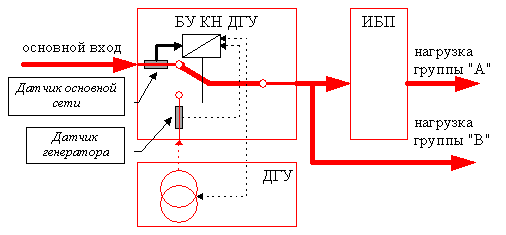 БУ КН ДГУ
ИБП
основной вход
нагрузка
группы "А"
Датчик основной
сети
нагрузка
группы "В"
Датчик
генератора
ДГУ